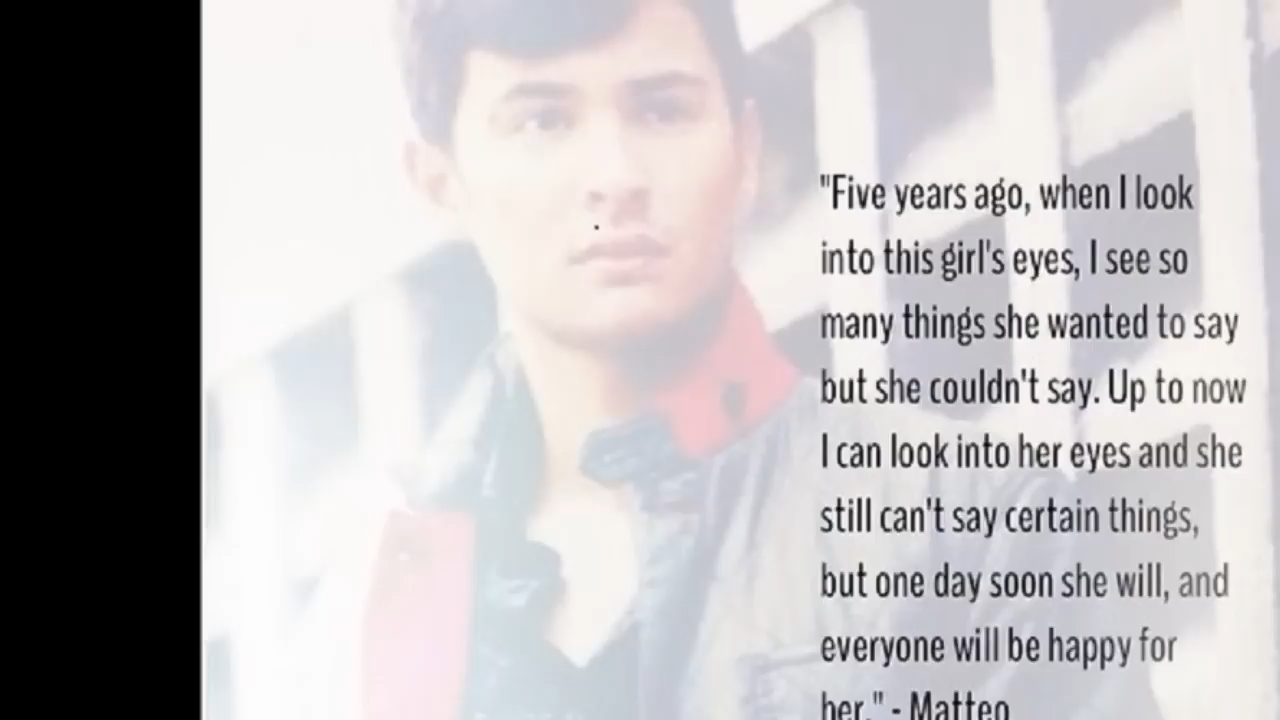 "Five years ago, when I look
into this girl's eyes, I see so
many things she wanted to say
but she couldn't say. Up to now
I can look into her eyes and she
still can't say certain things,
but one day soon she will, and
everyone will be happy for
her." - Matteo